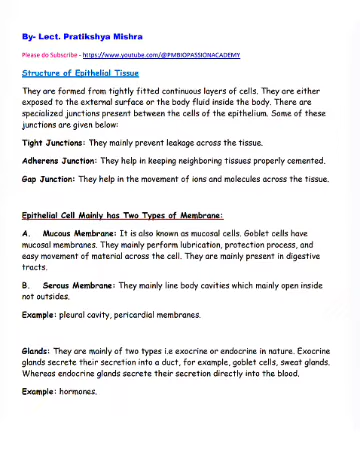 By- Lect. Pratikshya Mishra
Please do Subscribe - https://www.youtube.com/@PMBIOPASSIONACADEMY
Structure of Epithelial Tissue
They are formed from tightly fitted continuous layers of cells. They are either
exposed to the external surface or the body fluid inside the body. There are
specialized junctions present between the cells of the epithelium. Some of these
junctions are given below:
Tight Junctions: They mainly prevent leakage across the tissue.
Adherens Junction: They help in keeping neighboring tissues properly cemented.
Gap Junction: They help in the movement of ions and molecules across the tissue.
Epithelial Cell Mainly has Two Types of Membrane:
A. Mucous Membrane: It is also known as mucosal cells. Goblet cells have
mucosal membranes. They mainly perform lubrication, protection process, and
easy movement of material across the cell. They are mainly present in digestive
tracts.
B. Serous Membrane: They mainly line body cavities which mainly open inside
not outsides.
Example: pleural cavity, pericardial membranes.
Glands: They are mainly of two types i.e exocrine or endocrine in nature. Exocrine
glands secrete their secretion into a duct, for example, goblet cells, sweat glands.
Whereas endocrine glands secrete their secretion directly into the blood.
Example: hormones.